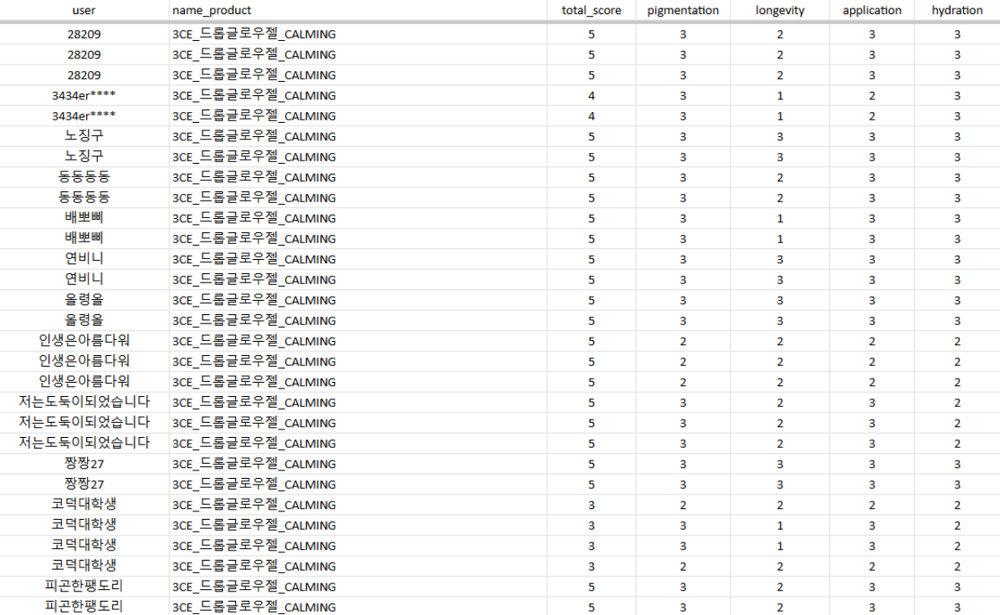 user name_product total_score pigmentation longevity application hydration
28209 3CE_드롭글로우젤_CALMING 5 3 2 3 3
28209 3CE_드롭글로우젤_CALMING 5 3 2 3 3
28209 3CE_드롭글로우젤_CALMING 5 3 2 3 3
3434er**** 3CE_드롭글로우젤_CALMING 4 3 1 2 3
3434er**** 3CE_드롭글로우젤_CALMING 4 3 1 2 3
노징구 3CE_드롭글로우젤_CALMING 5 3 3 3 3
노징구 3CE_드롭글로우젤_CALMING 5 3 3 3 3
동동동동 3CE_드롭글로우젤_CALMING 5 3 2 3 3
동동동동 3CE_드롭글로우젤_CALMING 5 3 2 3 3
배뽀삐 3CE_드롭글로우젤_CALMING 5 3 1 3 3
배뽀삐 3CE_드롭글로우젤_CALMING 5 3 1 3 3
연비니 3CE_드롭글로우젤_CALMING 5 3 3 3 3
연비니 3CE_드롭글로우젤_CALMING 5 3 3 3 3
올령올 3CE_드롭글로우젤_CALMING 5 3 3 3 3
올령올 3CE_드롭글로우젤_CALMING 5 3 3 3 3
인생은아름다워 3CE_드롭글로우젤_CALMING 5 2 2 2 2
인생은아름다워 3CE_드롭글로우젤_CALMING 5 2 2 2 2
인생은아름다워 3CE_드롭글로우젤_CALMING 5 2 2 2 2
저는도둑이되었습니다 3CE_드롭글로우젤_CALMING 5 3 2 3 2
저는도둑이되었습니다 3CE_드롭글로우젤_CALMING 5 3 2 3 2
저는도둑이되었습니다 3CE_드롭글로우젤_CALMING 5 3 2 3 2
짱짱27 3CE_드롭글로우젤_CALMING 5 3 3 3 3
짱짱27 3CE_드롭글로우젤_CALMING 5 3 3 3 3
코덕대학생 3CE_드롭글로우젤_CALMING 3 2 2 2 2
코덕대학생 3CE_드롭글로우젤_CALMING 3 3 1 3 2
코덕대학생 3CE_드롭글로우젤_CALMING 3 3 1 3 2
코덕대학생 3CE_드롭글로우젤_CALMING 3 2 2 2 2
피곤한팽도리 3CE_드롭글로우젤_CALMING 5 3 2 3 3
피곤한팽도리 3CE_드롭글로우젤_CALMING 5 3 2 3 3